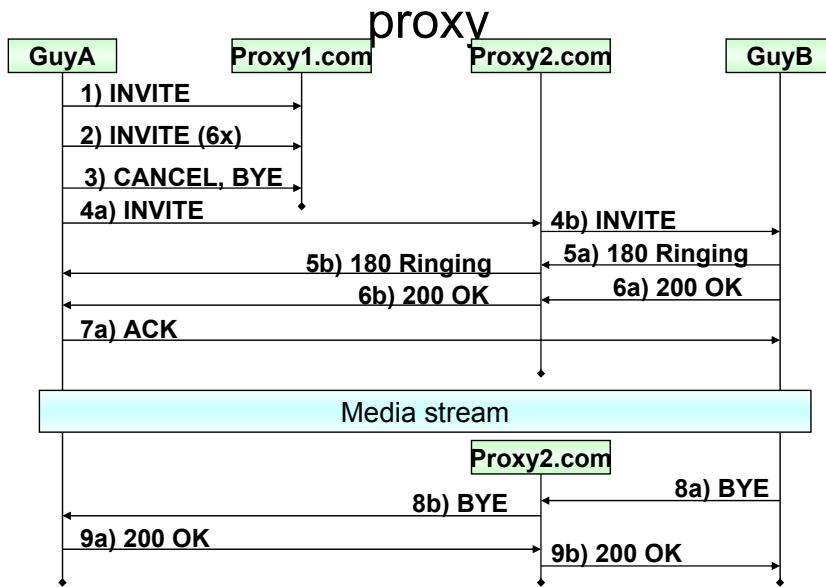 proxy
GuyA
Proxy1.com
Proxy2.com
GuyB
1) INVITE
2) INVITE (6x)
3) CANCEL, BYE
4a) INVITE
4b) INVITE
5a) 180 Ringing
5b) 180 Ringing
6a) 200 OK
6b) 200 OK
7a) ACK
Media stream
Proxy2.com
8a) BYE
8b) BYE
9a) 200 OK
9b) 200 OK